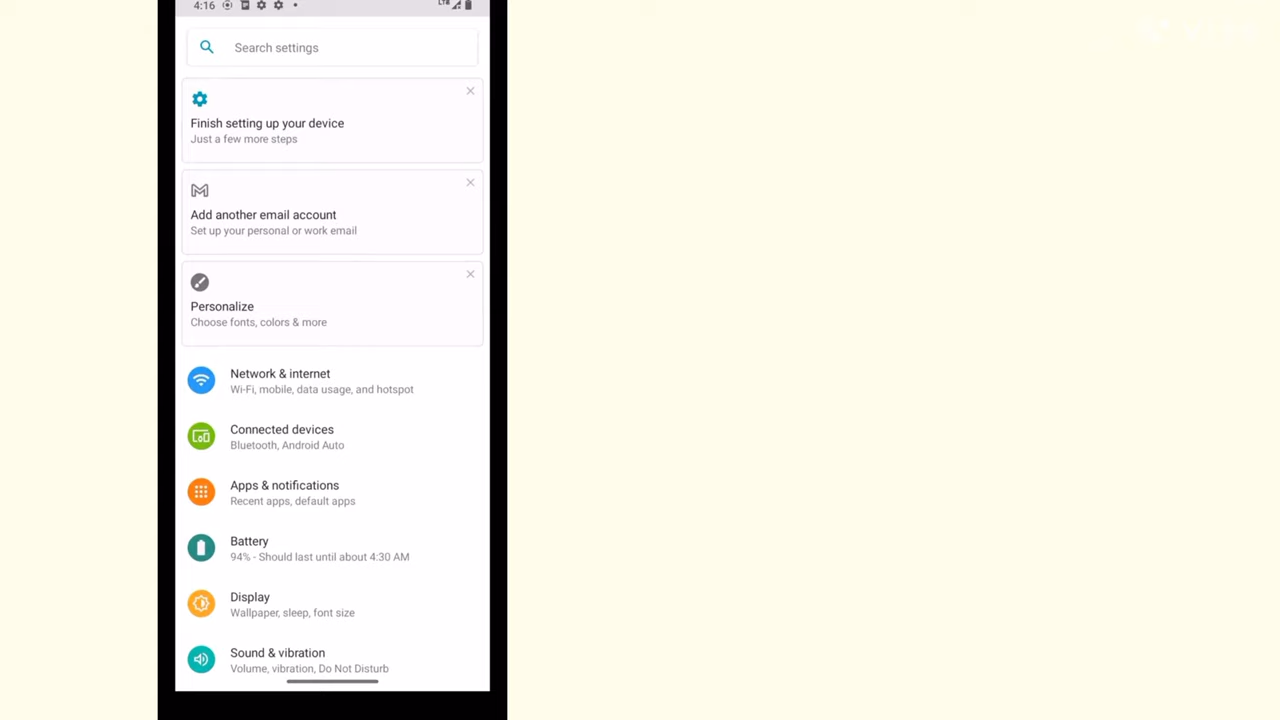 4:16
LTE
Search settings
Finish setting up your device
Just a few more steps
Add another email account
Set up your personal or work email
Personalize
Choose fonts, colors & more
Network & internet
Wi-Fi, mobile, data usage, and hotspot
Connected devices
Bluetooth, Android Auto
Apps & notifications
Recent apps, default apps
Battery
94% - Should last until about 4:30 AM
Display
Wallpaper, sleep, font size
Sound & vibration
Volume, vibration, Do Not Disturb